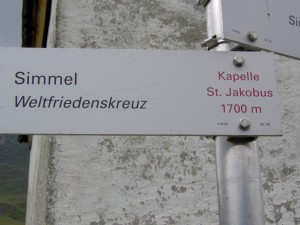 Simmel
Weltfriedenskreuz
Kapelle
St. Jakobus
1700 m